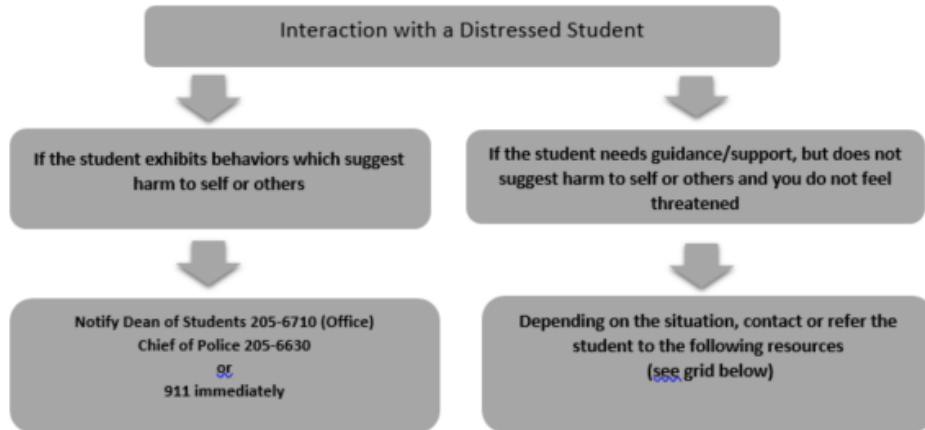 Interaction with a Distressed Student
If the student exhibits behaviors which suggest
harm to self or others
If the student needs guidance/support, but does not
suggest harm to self or others and you do not feel
threatened
Notify Dean of Students 205-6710 (Office)
Chief of Police 205-6630
or
911 immediately
Depending on the situation, contact or refer the
student to the following resources
(see grid below)